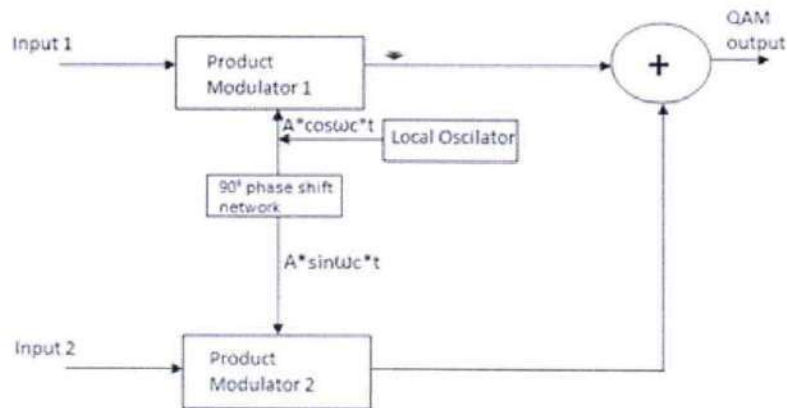 Input 1
Product
Modulator 1
QAM
output
+
A*cosωc*t
Local Oscilator
90° phase shift
network
A*sinωc*t
Input 2
Product
Modulator 2